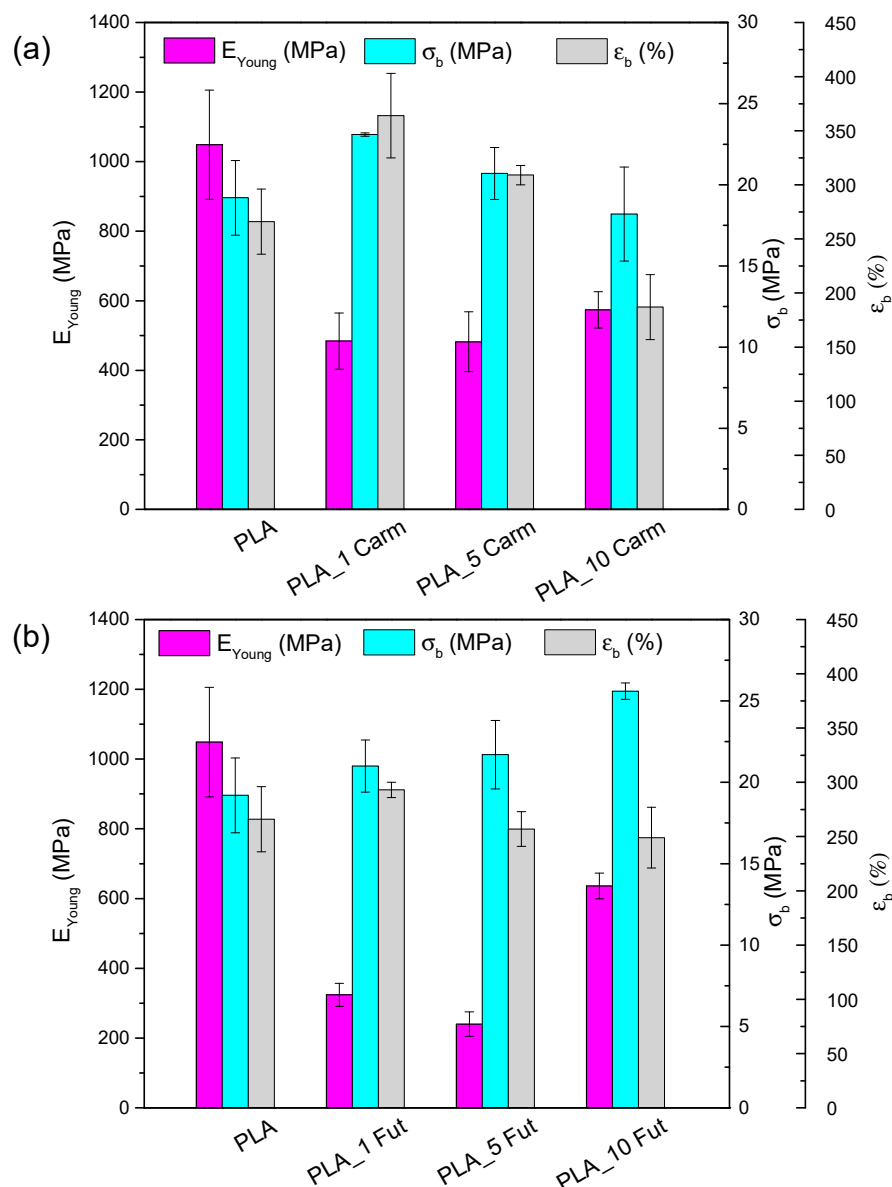 (a)
E_Young (MPa) σ_b (MPa) ε_b (%)
1400
1200
1000
800
600
400
200
0
E_Young (MPa)
30
25
20
15
10
5
0
σ_b (MPa)
450
400
350
300
250
200
150
100
50
0
ε_b (%)
PLA
PLA_1 Carm
PLA_5 Carm
PLA_10 Carm
(b)
E_Young (MPa) σ_b (MPa) ε_b (%)
1400
1200
1000
800
600
400
200
0
E_Young (MPa)
30
25
20
15
10
5
0
σ_b (MPa)
450
400
350
300
250
200
150
100
50
0
ε_b (%)
PLA
PLA_1 Fut
PLA_5 Fut
PLA_10 Fut